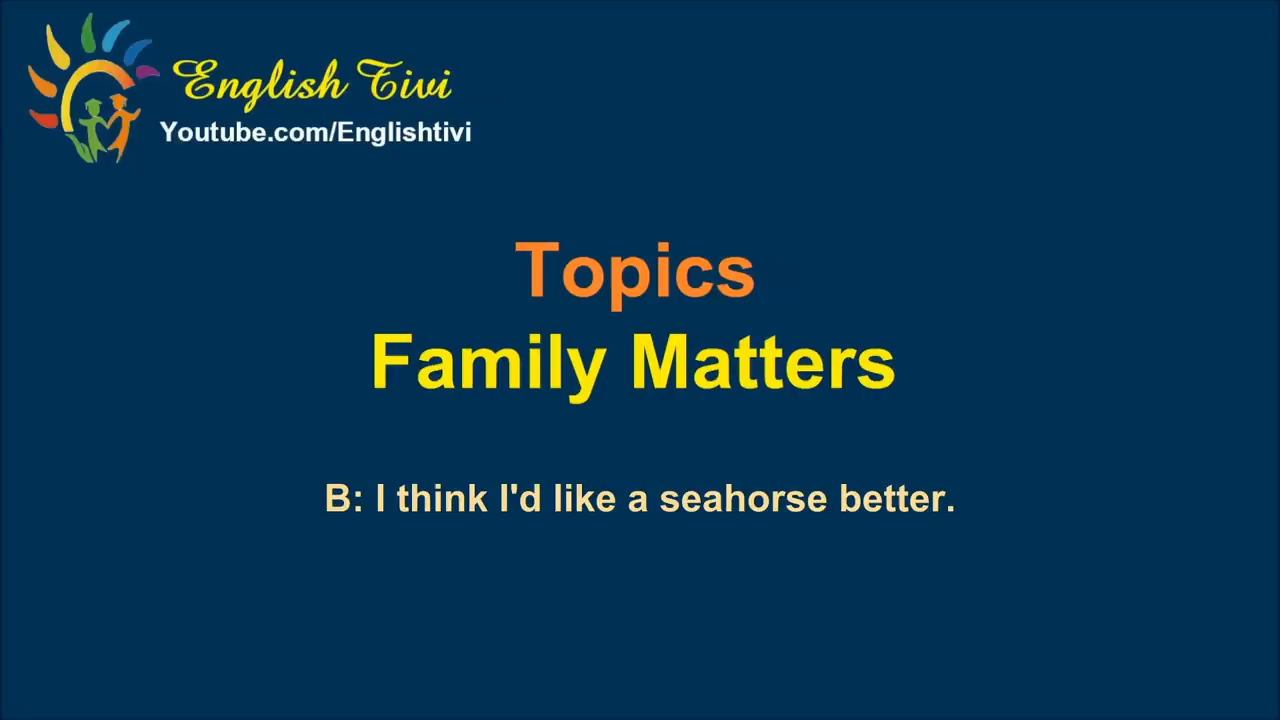 English Tivi
Youtube.com/Englishtivi
Topics
Family Matters
B: I think I'd like a seahorse better.